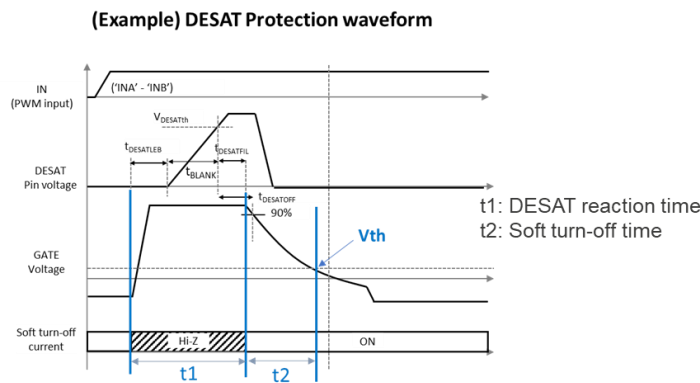 (Example) DESAT Protection waveform
IN
(PWM input)
('INA' - 'INB')
VDESATth
tDESATLEB
tDESATFIL
tBLANK
DESAT
Pin voltage
tDESATOFF
90%
t1: DESAT reaction time
t2: Soft turn-off time
Vth
GATE
Voltage
Soft turn-off
current
Hi-Z
ON
t1
t2